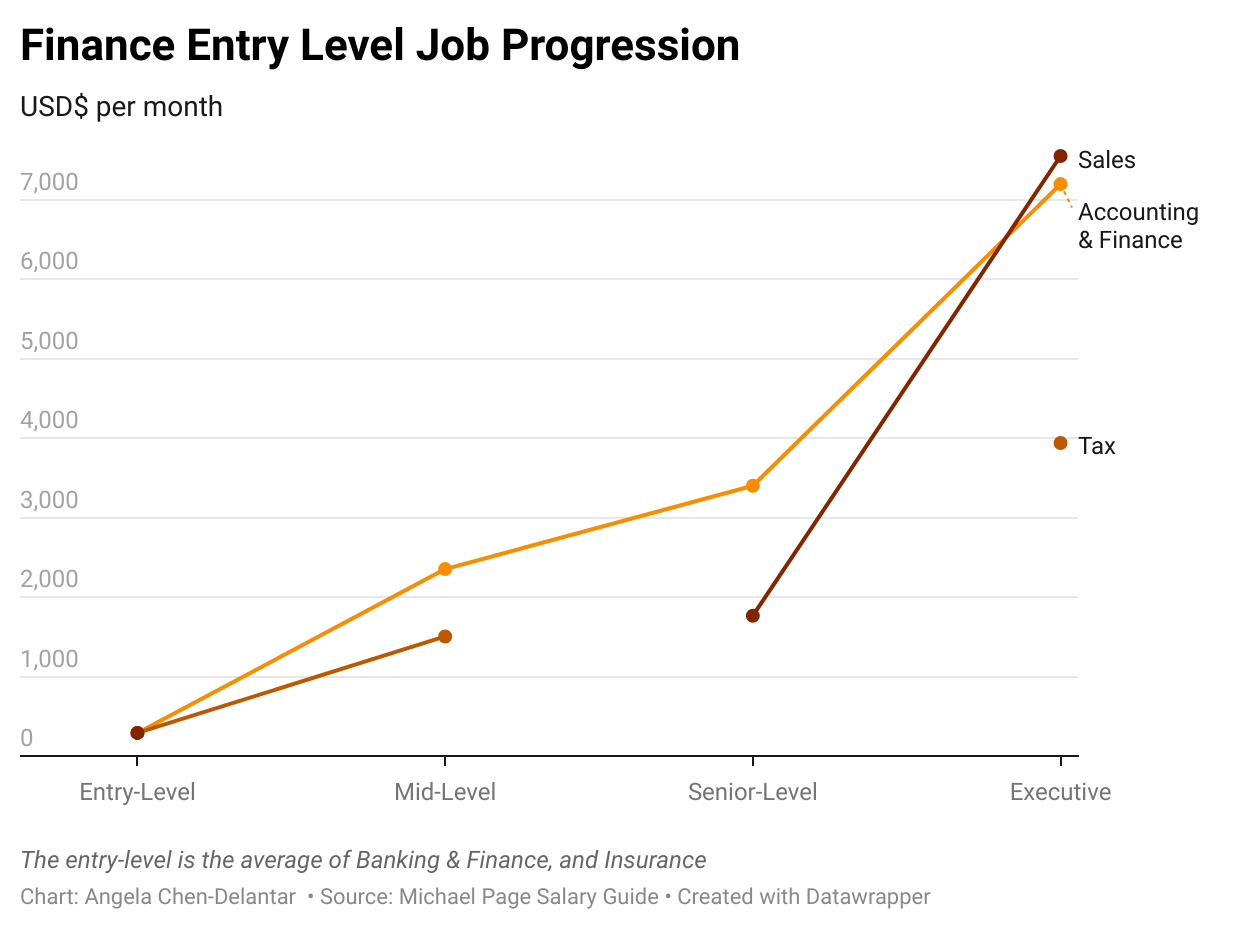 Finance Entry Level Job Progression
USD$ per month
Sales
7,000
Accounting
& Finance
6,000
5,000
4,000
Tax
3,000
2,000
1,000
0
Entry-Level
Mid-Level
Senior-Level
Executive
The entry-level is the average of Banking & Finance, and Insurance
Chart: Angela Chen-Delantar • Source: Michael Page Salary Guide • Created with Datawrapper